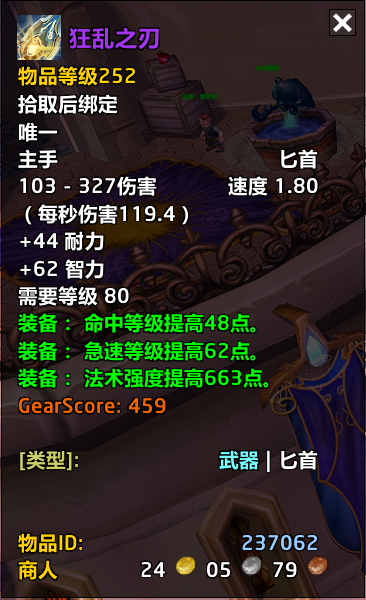 狂乱之刃
物品等级252
拾取后绑定
唯一
主手 匕首
103 - 327伤害 速度 1.80
（每秒伤害119.4）
+44 耐力
+62 智力
需要等级 80
装备： 命中等级提高48点。
装备： 急速等级提高62点。
装备： 法术强度提高663点。
GearScore: 459
[类型]: 武器 | 匕首
物品ID: 237062
商人 24 05 79